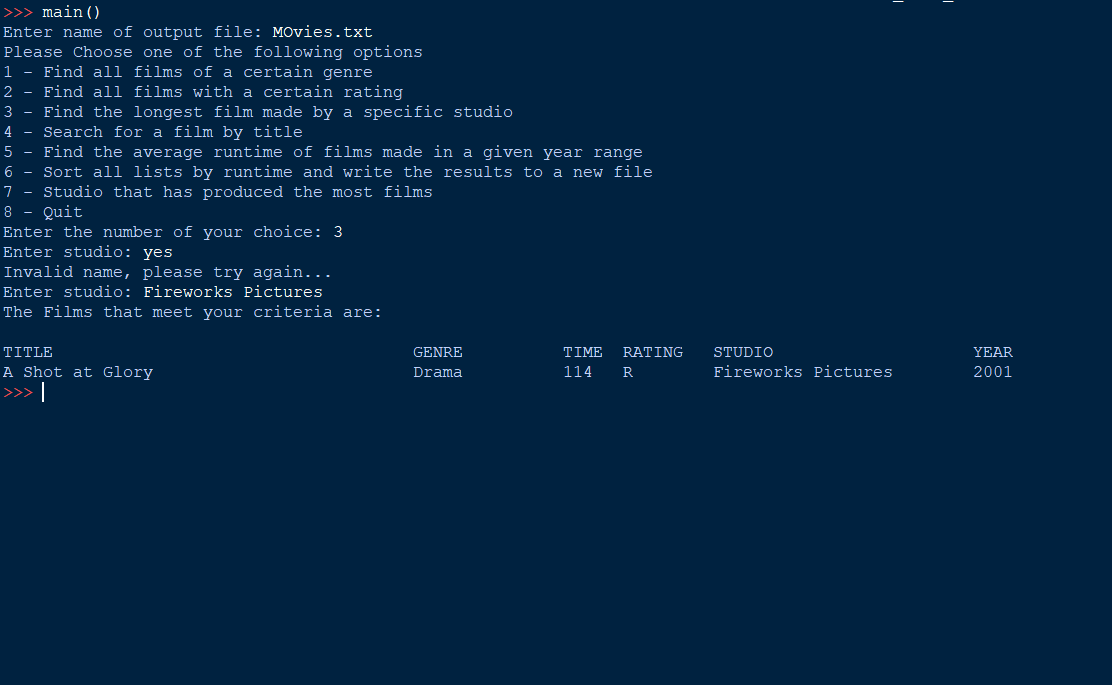 >>> main()
Enter name of output file: MOvies.txt
Please Choose one of the following options
1 - Find all films of a certain genre
2 - Find all films with a certain rating
3 - Find the longest film made by a specific studio
4 - Search for a film by title
5 - Find the average runtime of films made in a given year range
6 - Sort all lists by runtime and write the results to a new file
7 - Studio that has produced the most films
8 - Quit
Enter the number of your choice: 3
Enter studio: yes
Invalid name, please try again...
Enter studio: Fireworks Pictures
The Films that meet your criteria are:
TITLE GENRE TIME RATING STUDIO YEAR
A Shot at Glory Drama 114 R Fireworks Pictures 2001
>>>